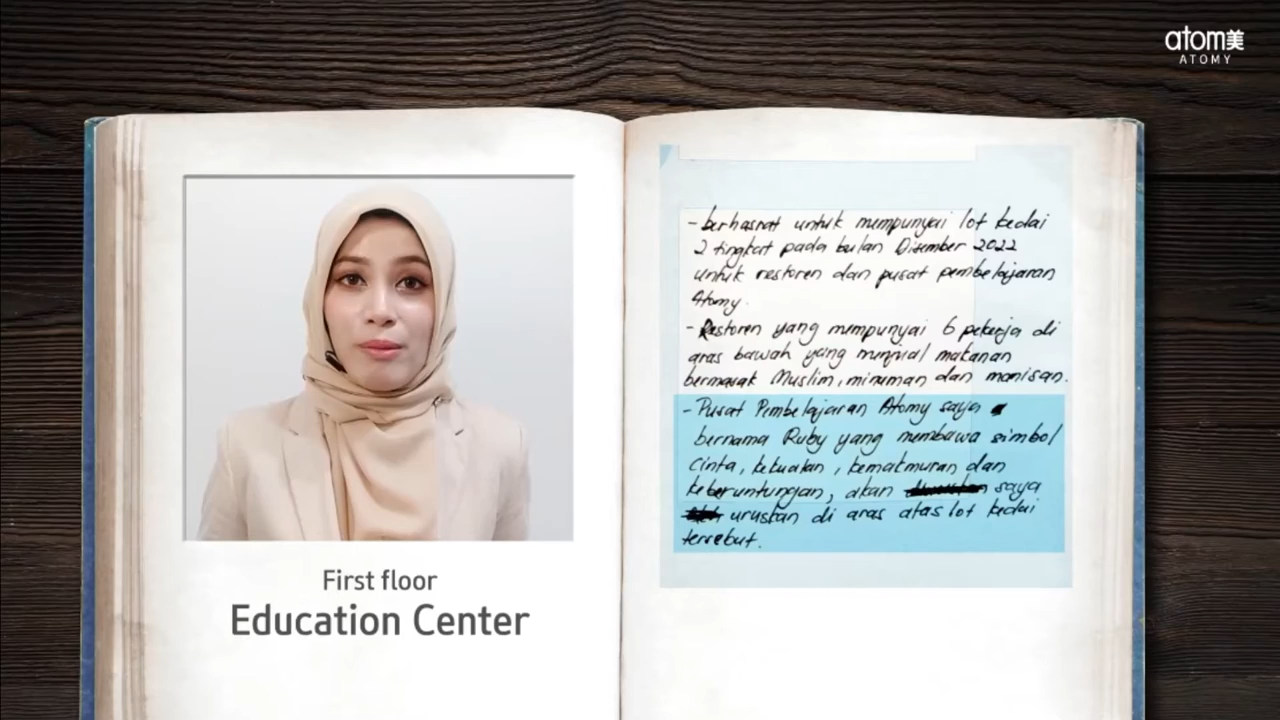 atom美
ATOMY
First floor
Education Center
- berhasrat untuk mempunyai lot kedai
2 tingkat pada bulan Disember 2022
untuk restoren dan pusat pembelajaran
Atomy.
- Restoren yang mempunyai 6 pekerja di
aras bawah yang menjual makanan
bermasak Muslim, minuman dan manisan.
- Pusat Pembelajaran Atomy saya
bernama Ruby yang membawa simbol
cinta, kekuatan, kemakmuran dan
keberuntungan, akan saya
uruskan di aras atas lot kedai
tersebut.